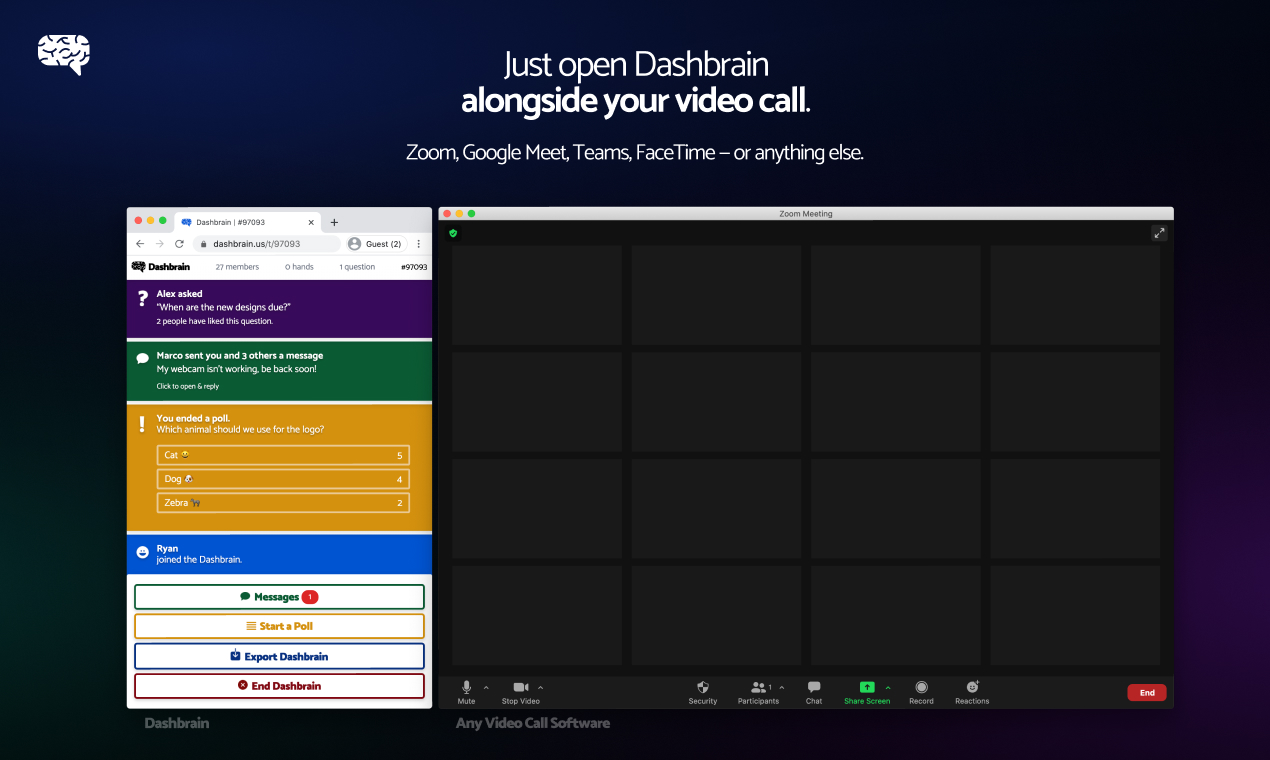 Just open Dashbrain
alongside your video call.
Zoom, Google Meet, Teams, FaceTime – or anything else.
Dashbrain | #97093
dashbrain.us/t/97093
Guest (2)
Dashbrain 27 members 0 hands 1 question #97093
Alex asked
"When are the new designs due?"
2 people have liked this question.
Marco sent you and 3 others a message
My webcam isn't working, be back soon!
Click to open & reply
You ended a poll.
Which animal should we use for the logo?
Cat 5
Dog 4
Zebra 2
Ryan
joined the Dashbrain.
Messages 1
Start a Poll
Export Dashbrain
End Dashbrain
Dashbrain
Zoom Meeting
1
Mute Stop Video Security Participants Chat Share Screen Record Reactions
End
Any Video Call Software